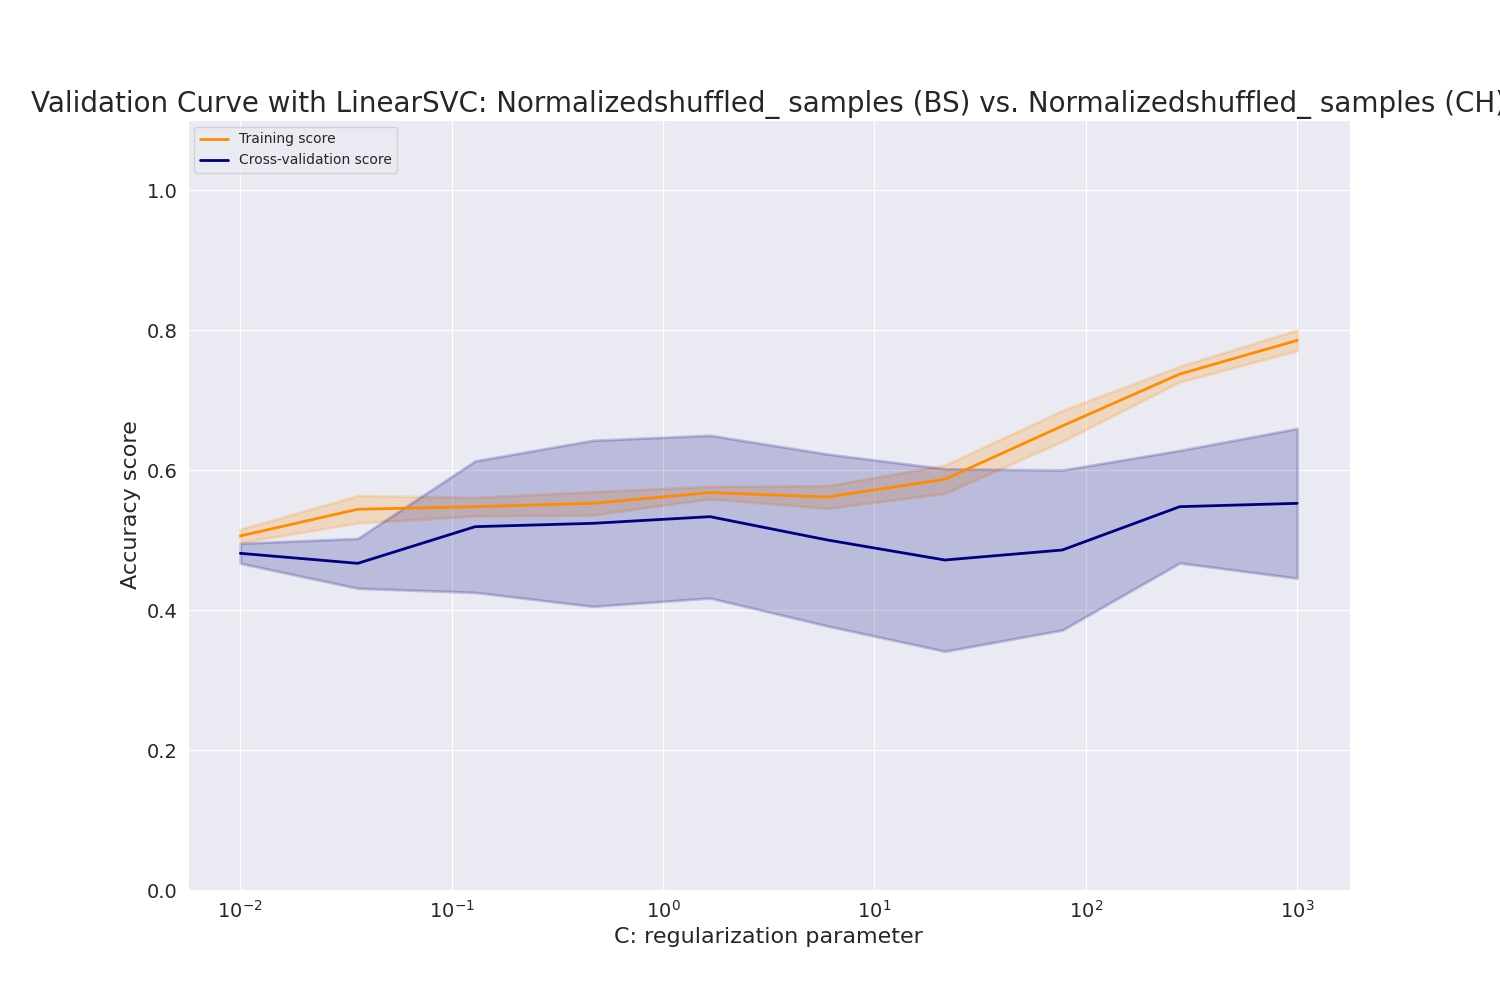 Validation Curve with LinearSVC: Normalizedshuffled_ samples (BS) vs. Normalizedshuffled_ samples (CH)
Training score
Cross-validation score
1.0
0.8
0.6
0.4
0.2
0.0
Accuracy score
10⁻² 10⁻¹ 10⁰ 10¹ 10² 10³
C: regularization parameter